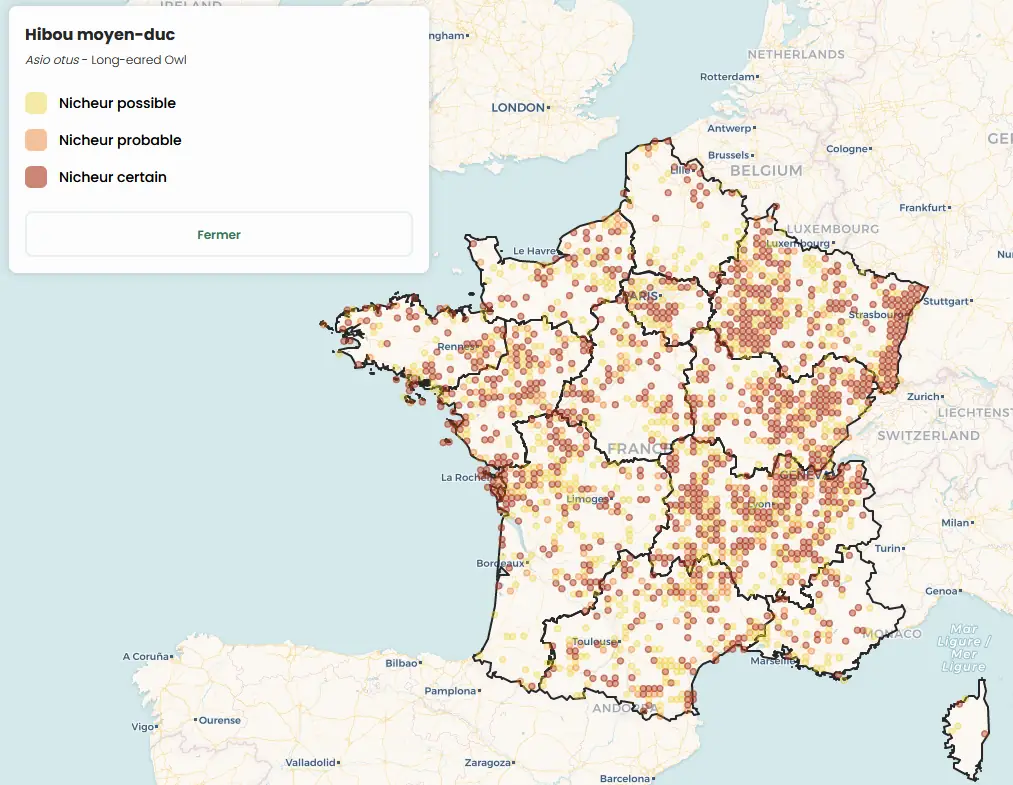 IRELAND
Hibou moyen-duc
Asio otus - Long-eared Owl
Nicheur possible
Nicheur probable
Nicheur certain
Fermer
ngham
NETHERLANDS
Rotterdam
LONDON
Antwerp
Brussels
Cologne
GER
BELGIUM
Lille
Frankfurt
LUXEMBOURG
Luxembourg
Le Havre
Nu
PARIS
Stuttgart
Strasbourg
Rennes
Zurich
LIECHTENST
SWITZERLAND
FRANCE
GENEVA
La Rochel
Limoges
Lyon
Milan
Turin
Bordeaux
Genoa
Mar
Ligure /
Mer
Ligure
MONACO
Toulouse
A Coruña
Bilbao
Marseille
Pamplona
ANDORRA
Ourense
Vigo
Valladolid
Zaragoza
Barcelona